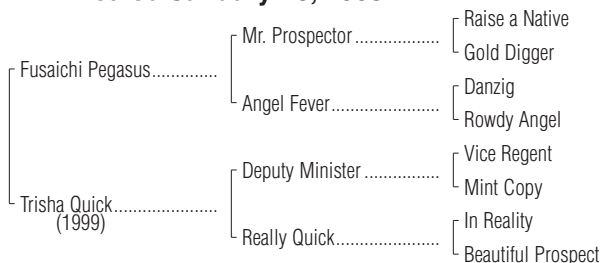 Raise a Native
Mr. Prospector
Gold Digger
Fusaichi Pegasus
Danzig
Angel Fever
Rowdy Angel
Vice Regent
Deputy Minister
Mint Copy
Trisha Quick
(1999)
In Reality
Really Quick
Beautiful Prospect